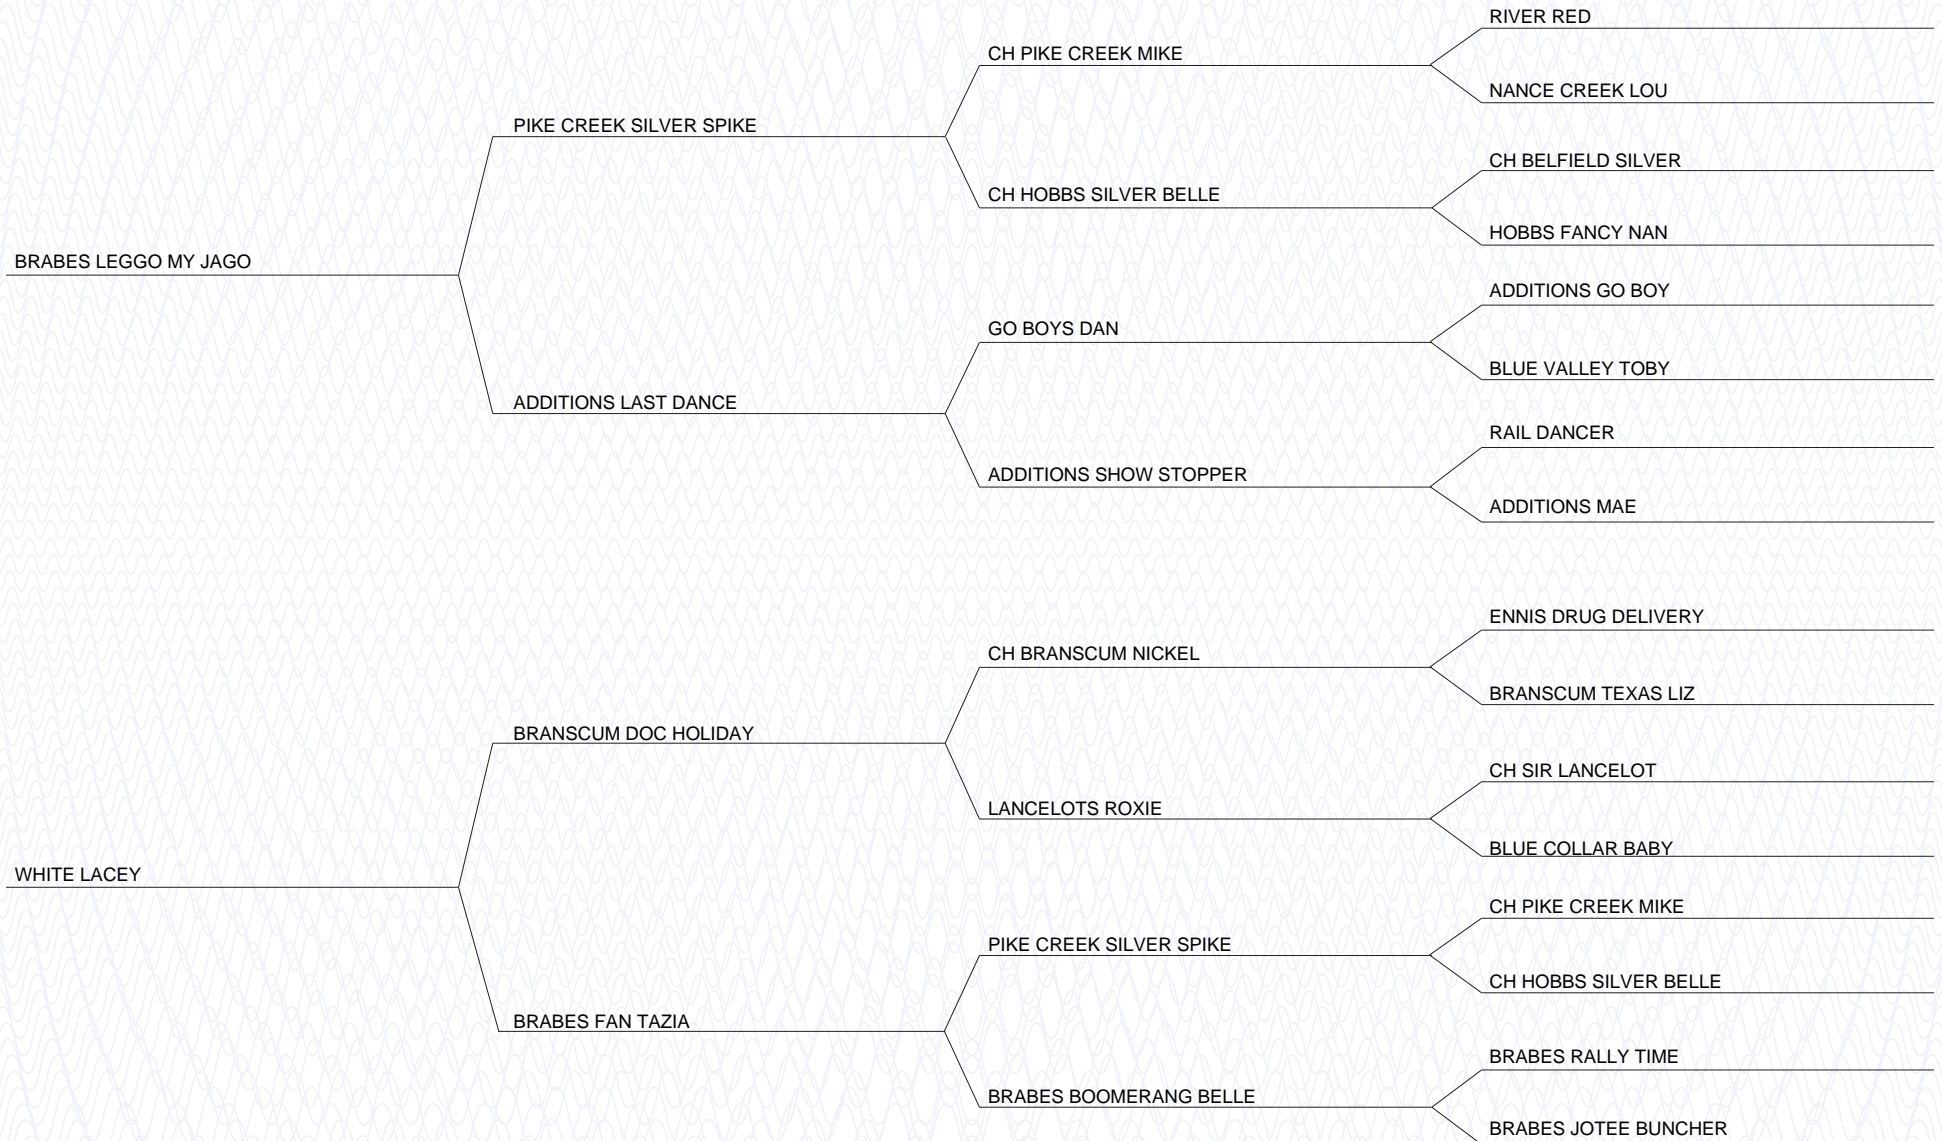 RIVER RED
CH PIKE CREEK MIKE
NANCE CREEK LOU
PIKE CREEK SILVER SPIKE
CH BELFIELD SILVER
CH HOBBS SILVER BELLE
HOBBS FANCY NAN
BRABES LEGGO MY JAGO
ADDITIONS GO BOY
GO BOYS DAN
BLUE VALLEY TOBY
ADDITIONS LAST DANCE
RAIL DANCER
ADDITIONS SHOW STOPPER
ADDITIONS MAE
ENNIS DRUG DELIVERY
CH BRANSCUM NICKEL
BRANSCUM TEXAS LIZ
BRANSCUM DOC HOLIDAY
CH SIR LANCELOT
LANCELOTS ROXIE
BLUE COLLAR BABY
WHITE LACEY
CH PIKE CREEK MIKE
PIKE CREEK SILVER SPIKE
CH HOBBS SILVER BELLE
BRABES FAN TAZIA
BRABES RALLY TIME
BRABES BOOMERANG BELLE
BRABES JOTEE BUNCHER